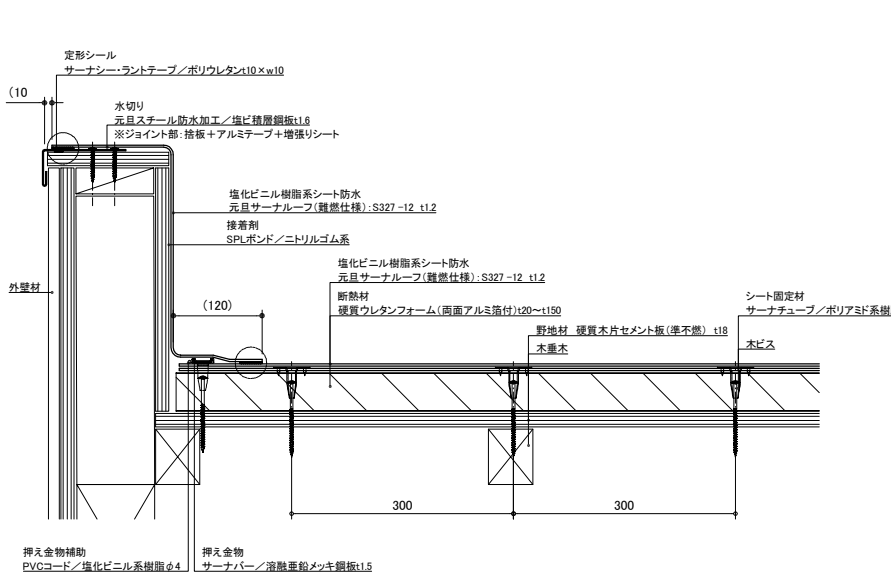 定形シール
サーナシー・ラントテープ／ポリウレタンt10×w10
(10
水切り
元旦スチール防水加工／塩ビ積層鋼板t1.6
※ジョイント部：捨板＋アルミテープ＋増張りシート
塩化ビニル樹脂系シート防水
元旦サーナルーフ(難燃仕様)：S327-12 t1.2
接着剤
SPLボンド／ニトリルゴム系
塩化ビニル樹脂系シート防水
元旦サーナルーフ(難燃仕様)：S327-12 t1.2
外壁材
(120)
断熱材
硬質ウレタンフォーム(両面アルミ箔付)t20～t150
シート固定材
サーナチューブ／ポリアミド系樹
野地材 硬質木片セメント板(準不燃) t18
木垂木
木ビス
300
300
押え金物補助
PVCコード／塩化ビニル系樹脂φ4
押え金物
サーナバー／溶融亜鉛メッキ鋼板t1.5